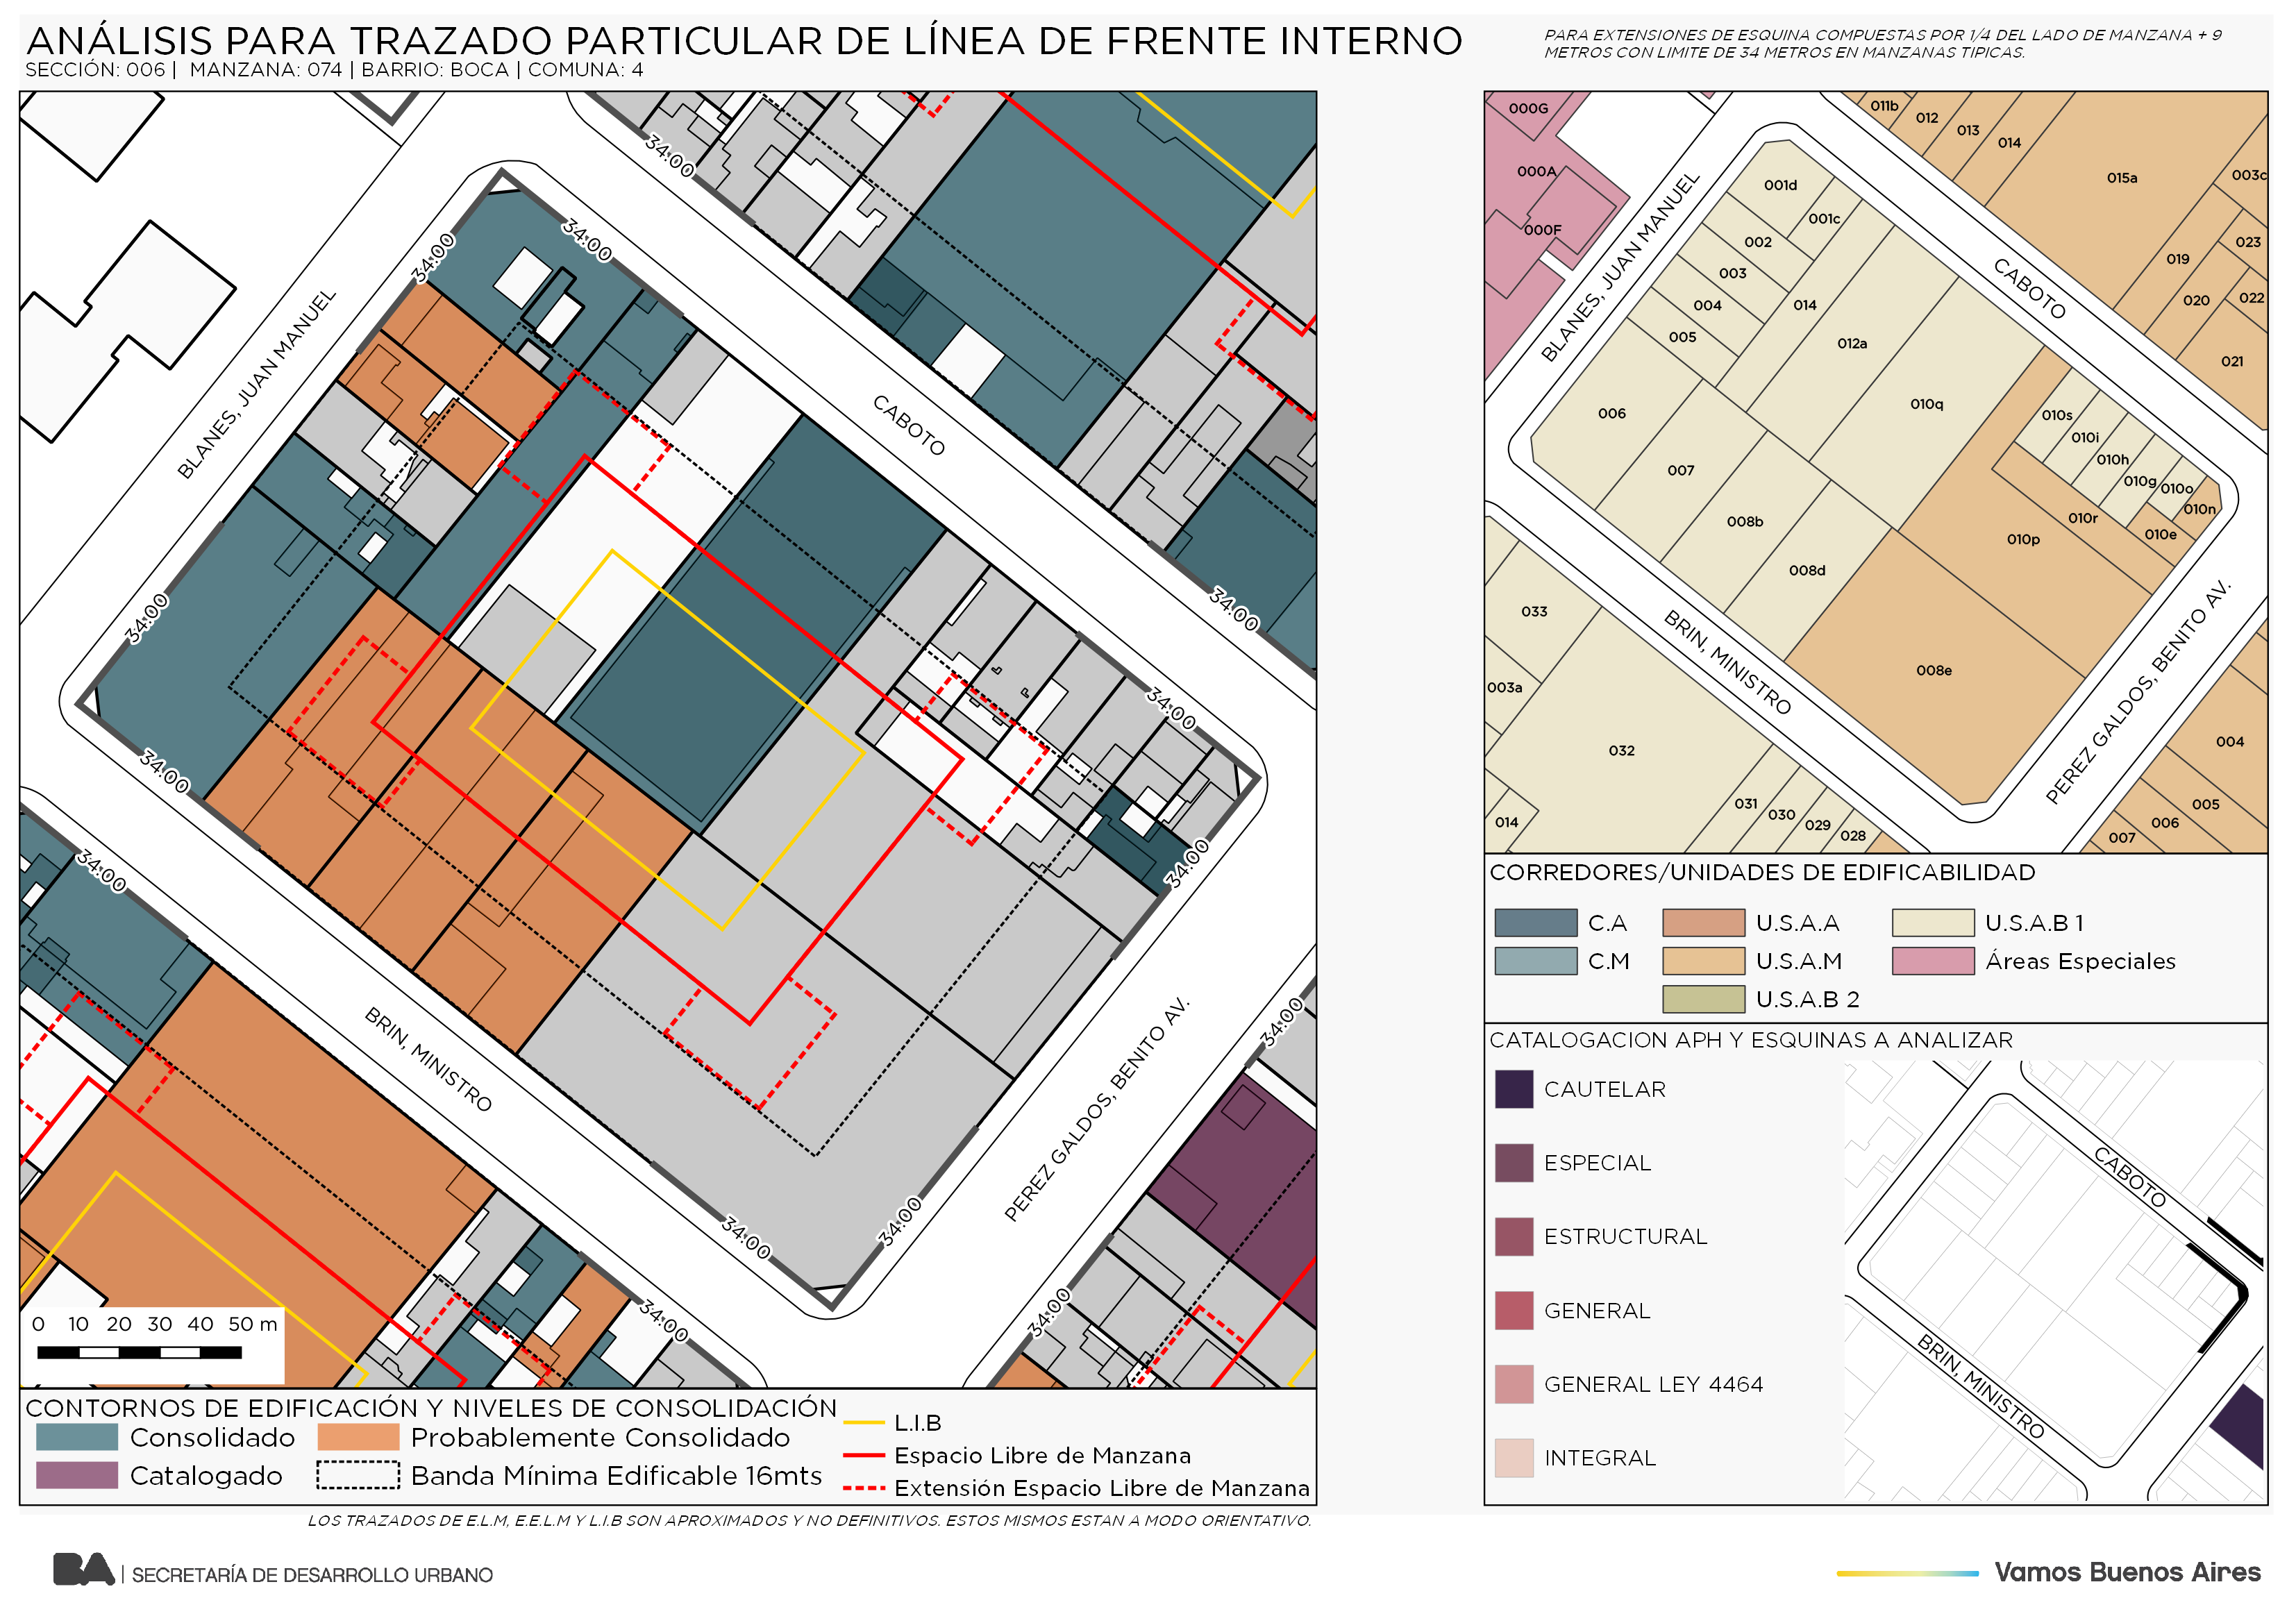 ANÁLISIS PARA TRAZADO PARTICULAR DE LÍNEA DE FRENTE INTERNO
SECCIÓN: 006 | MANZANA: 074 | BARRIO: BOCA | COMUNA: 4
PARA EXTENSIONES DE ESQUINA COMPUESTAS POR 1/4 DEL LADO DE MANZANA + 9
METROS CON LIMITE DE 34 METROS EN MANZANAS TIPICAS.
34.00
34.00
34.00
BLANES, JUAN MANUEL
CABOTO
34.00
34.00
34.00
34.00
34.00
34.00
BRIN, MINISTRO
PEREZ GALDOS, BENITO AV.
34.00
34.00
34.00
34.00
34.00
0 10 20 30 40 50 m
CONTORNOS DE EDIFICACIÓN Y NIVELES DE CONSOLIDACIÓN
Consolidado
Probablemente Consolidado
Catalogado
Banda Mínima Edificable 16mts
L.I.B
Espacio Libre de Manzana
Extensión Espacio Libre de Manzana
LOS TRAZADOS DE E.L.M, E.E.L.M Y L.I.B SON APROXIMADOS Y NO DEFINITIVOS. ESTOS MISMOS ESTAN A MODO ORIENTATIVO.
000G
011b
012
013
014
000A
015a
003c
001d
001c
000F
002
023
003
019
004
014
020
022
005
012a
021
BLANES, JUAN MANUEL
CABOTO
006
010q
010s
010i
010h
010g
010o
010n
007
008b
010r
010e
010p
008d
033
BRIN, MINISTRO
008e
PEREZ GALDOS, BENITO AV.
003a
032
004
031
030
029
028
014
005
006
007
CORREDORES/UNIDADES DE EDIFICABILIDAD
C.A
U.S.A.A
U.S.A.B 1
C.M
U.S.A.M
Áreas Especiales
U.S.A.B 2
CATALOGACION APH Y ESQUINAS A ANALIZAR
CAUTELAR
ESPECIAL
ESTRUCTURAL
GENERAL
GENERAL LEY 4464
INTEGRAL
CABOTO
BRIN, MINISTRO
BA | SECRETARÍA DE DESARROLLO URBANO
Vamos Buenos Aires